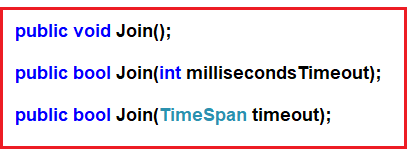 public void Join();
public bool Join(int millisecondsTimeout);
public bool Join(TimeSpan timeout);